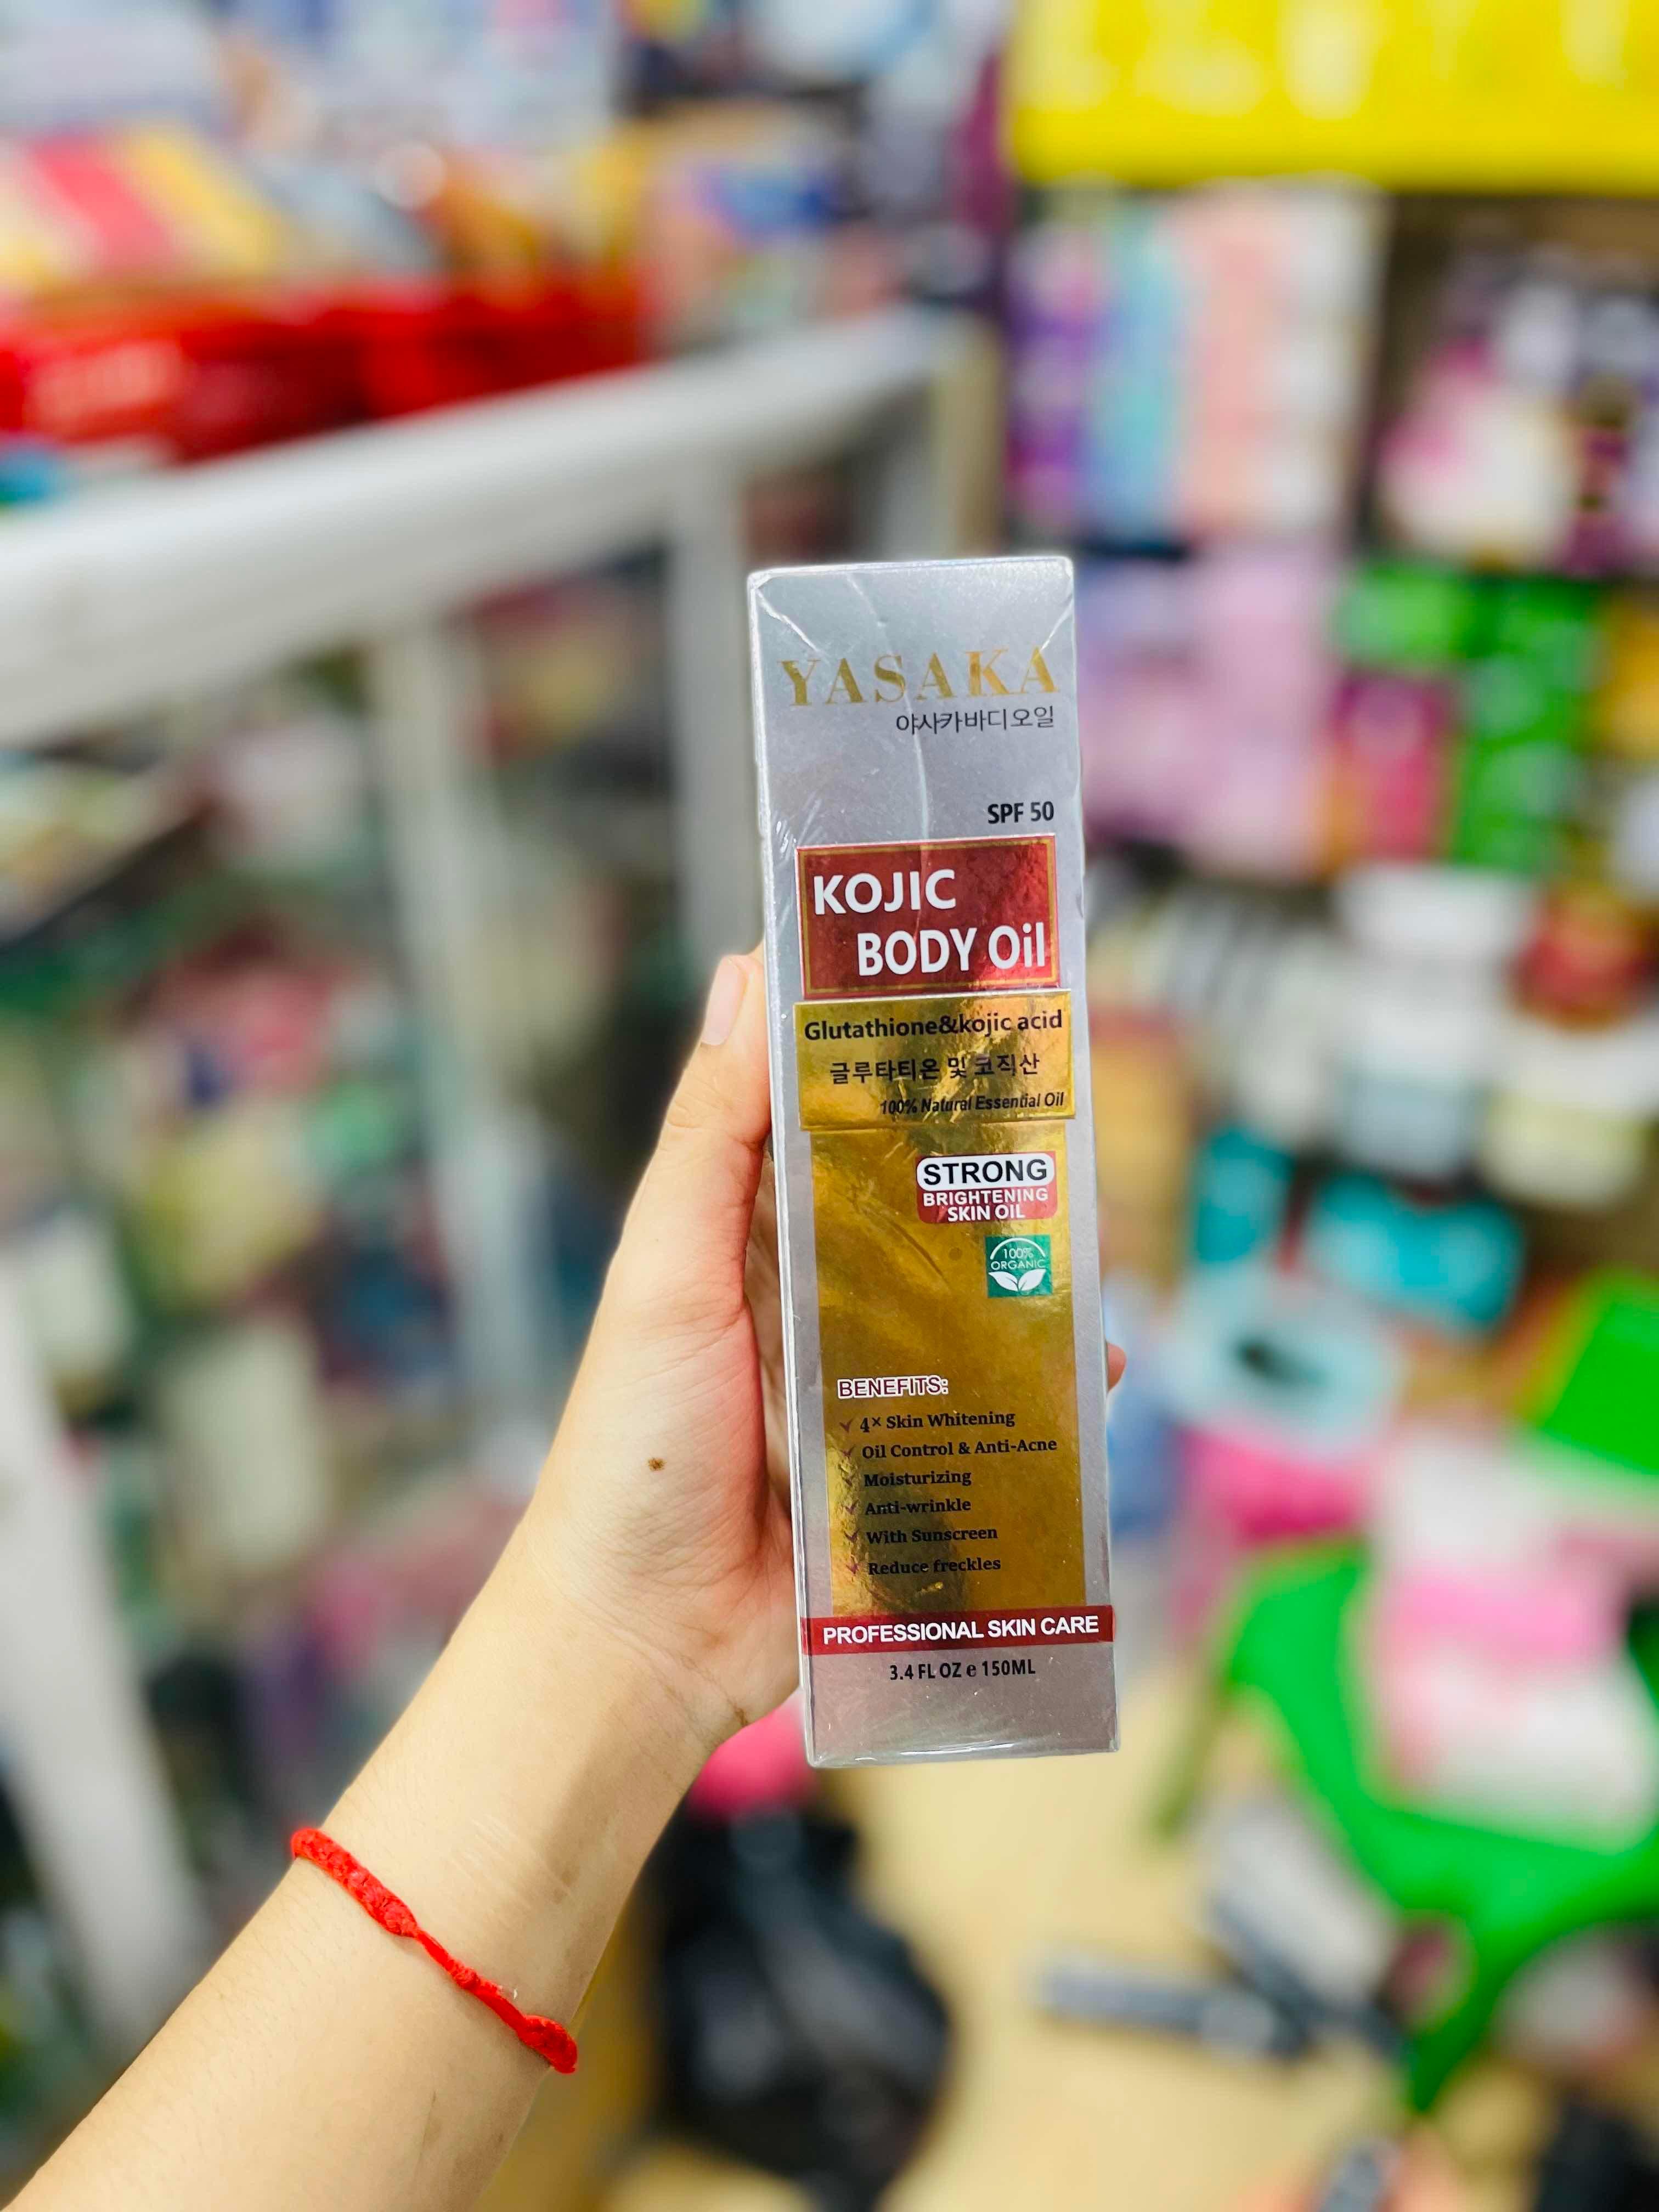 YASAKA
야사카바디오일
SPF 50
KOJIC
BODY Oil
Glutathione&kojic acid
글루타티온 및 코직산
100% Natural Essential Oil
STRONG
BRIGHTENING
SKIN OIL
100%
ORGANIC
BENEFITS:
4× Skin Whitening
Oil Control & Anti-Acne
Moisturizing
Anti-wrinkle
With Sunscreen
Reduce freckles
PROFESSIONAL SKIN CARE
3.4 FL OZ e 150ML